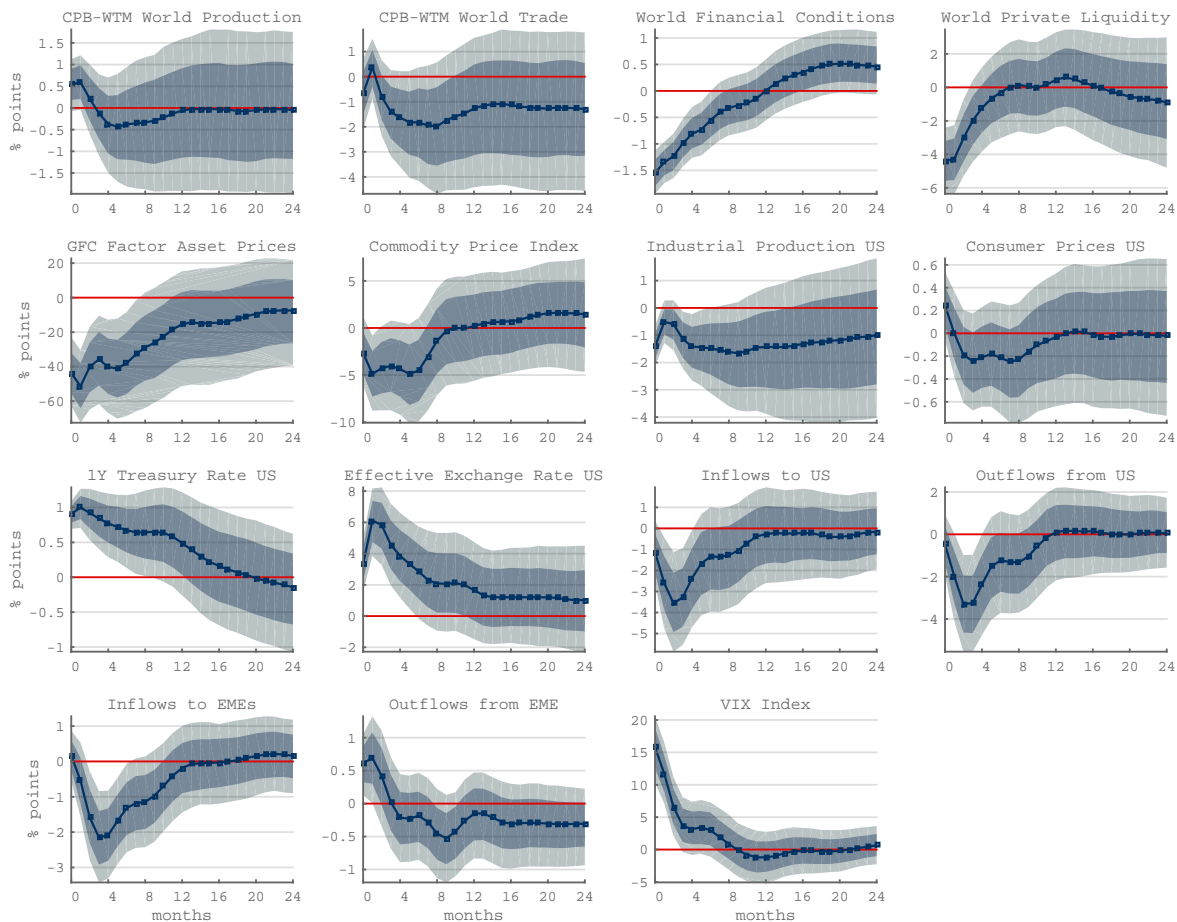 CPB-WTM World Production
CPB-WTM World Trade
World Financial Conditions
World Private Liquidity
% points
1.5
1
0.5
0
-0.5
-1
-1.5
0 4 8 12 16 20 24
1
0
-1
-2
-4
0 4 8 12 16 20 24
1
0.5
0
-0.5
-1
-1.5
0 4 8 12 16 20 24
2
0
-2
-4
-6
0 4 8 12 16 20 24
GFC Factor Asset Prices
Commodity Price Index
Industrial Production US
Consumer Prices US
% points
20
0
-20
-40
-60
0 4 8 12 16 20 24
5
0
-5
-10
0 4 8 12 16 20 24
1
0
-1
-2
-3
-4
0 4 8 12 16 20 24
0.6
0.4
0.2
0
-0.2
-0.4
-0.6
0 4 8 12 16 20 24
1Y Treasury Rate US
Effective Exchange Rate US
Inflows to US
Outflows from US
% points
1
0.5
0
-0.5
-1
0 4 8 12 16 20 24
8
6
4
2
0
-2
0 4 8 12 16 20 24
1
0
-1
-2
-3
-4
-5
0 4 8 12 16 20 24
2
0
-2
-4
0 4 8 12 16 20 24
Inflows to EMEs
Outflows from EME
VIX Index
% points
1
0
-1
-2
-3
0 4 8 12 16 20 24
months
1
0.5
0
-0.5
-1
0 4 8 12 16 20 24
months
20
15
10
5
0
-5
0 4 8 12 16 20 24
months